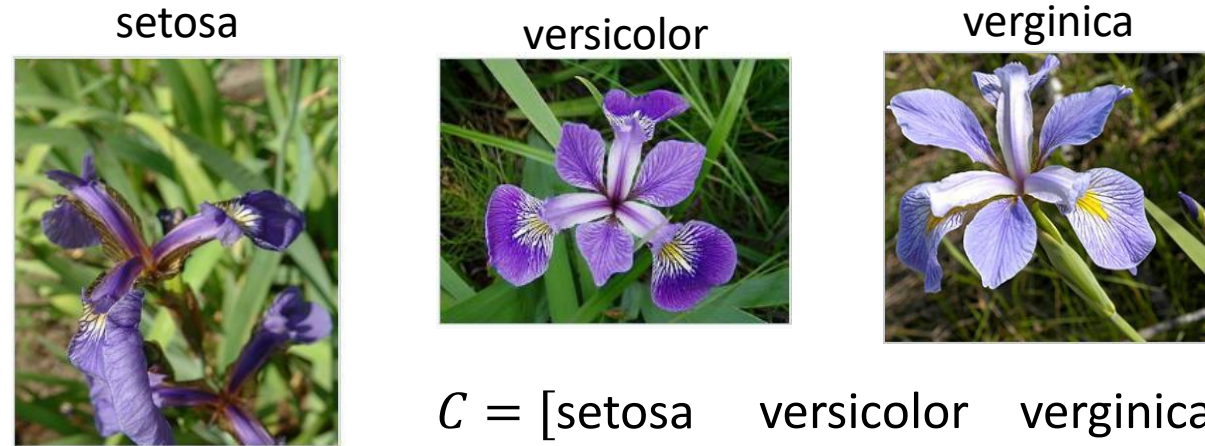 setosa
versicolor
verginica
C = [setosa versicolor verginica